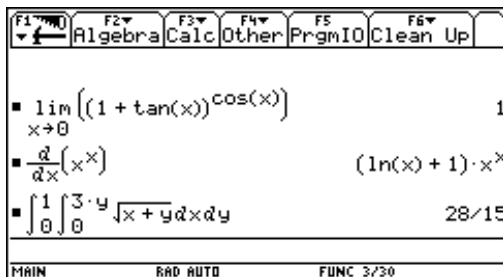 F1 F2 F3 F4 F5 F6
Algebra Calc Other PrgmIO Clean Up
lim x→0 ((1 + tan(x))^cos(x)) 1
d/dx (x^x) (ln(x) + 1)·x^x
∫₀¹ ∫₀^(3·y) √(x + y) dx dy 28/15
MAIN RAD AUTO FUNC 3/30